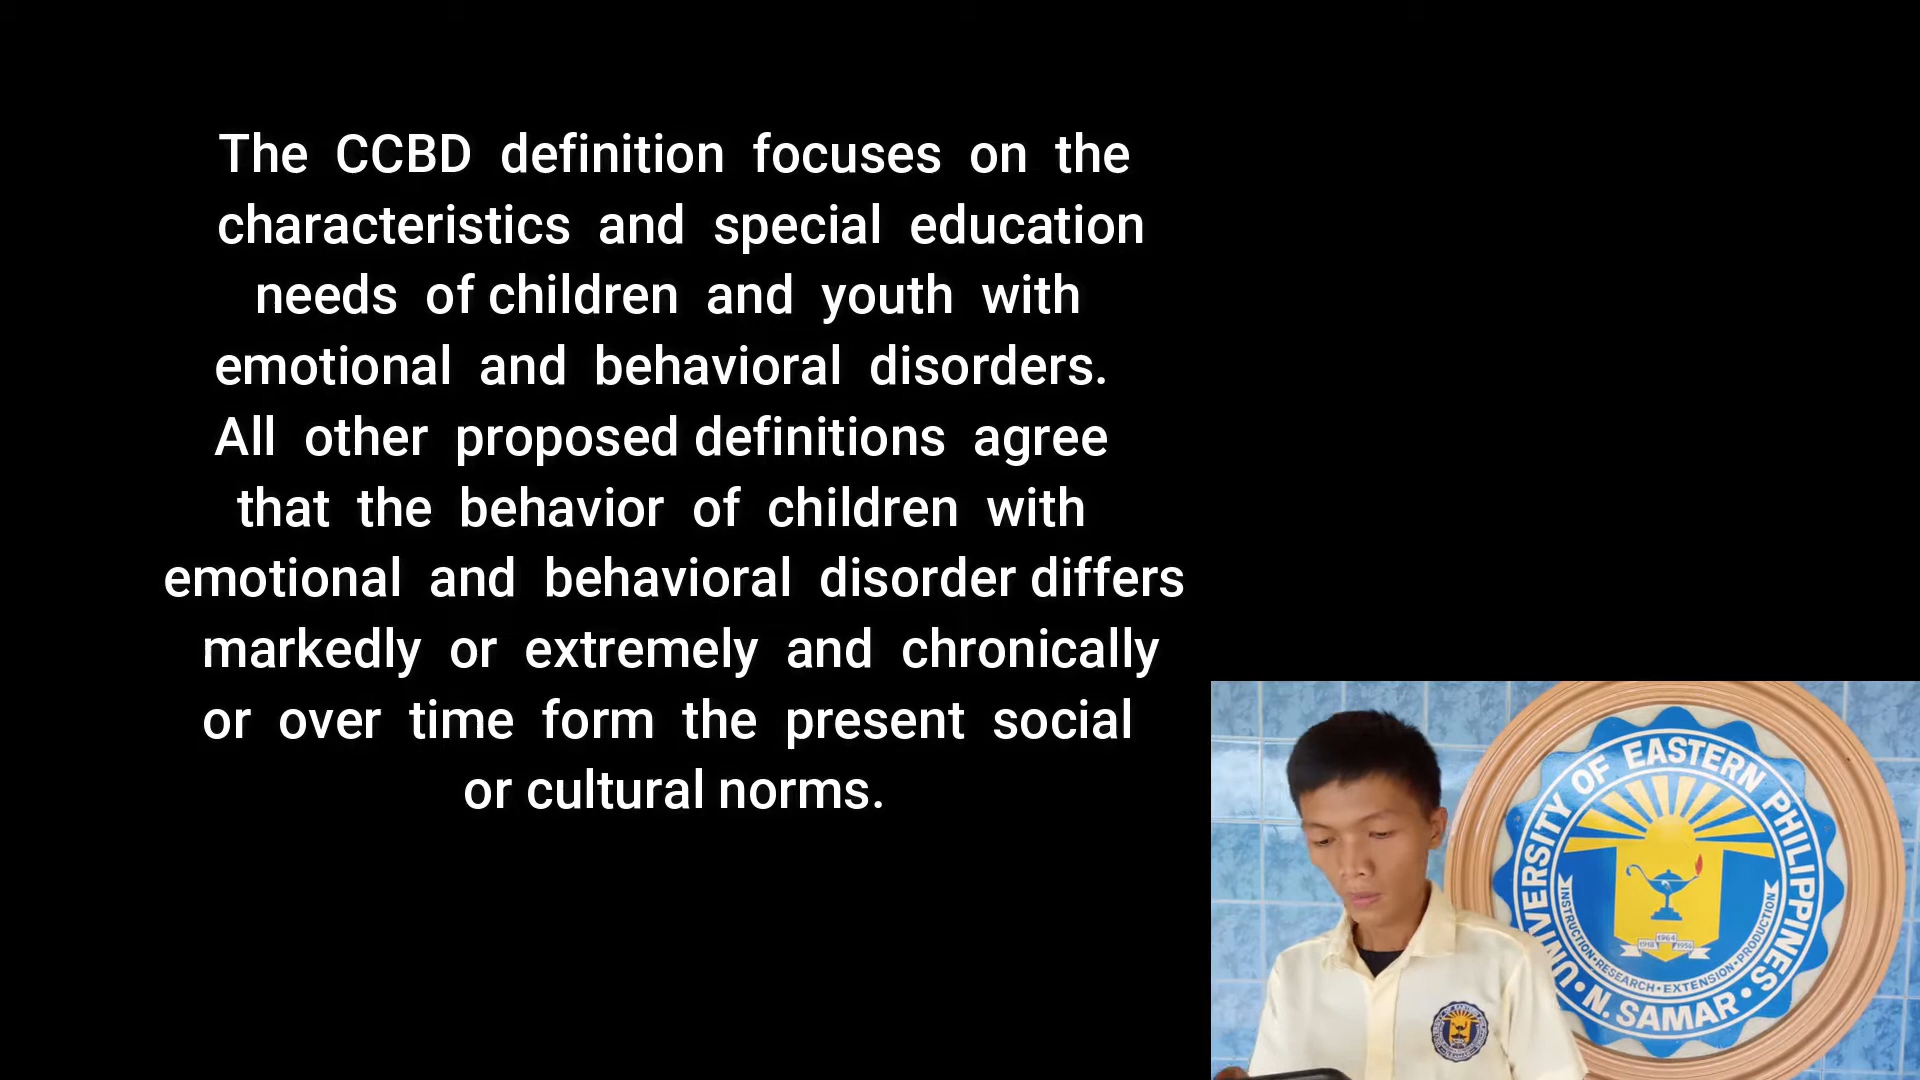 The CCBD definition focuses on the
characteristics and special education
needs of children and youth with
emotional and behavioral disorders.
All other proposed definitions agree
that the behavior of children with
emotional and behavioral disorder differs
markedly or extremely and chronically
or over time form the present social
or cultural norms.
UNIVERSITY OF EASTERN PHILIPPINES
• N. SAMAR •
INSTRUCTION • RESEARCH • EXTENSION • PRODUCTION
1918 1964 1956